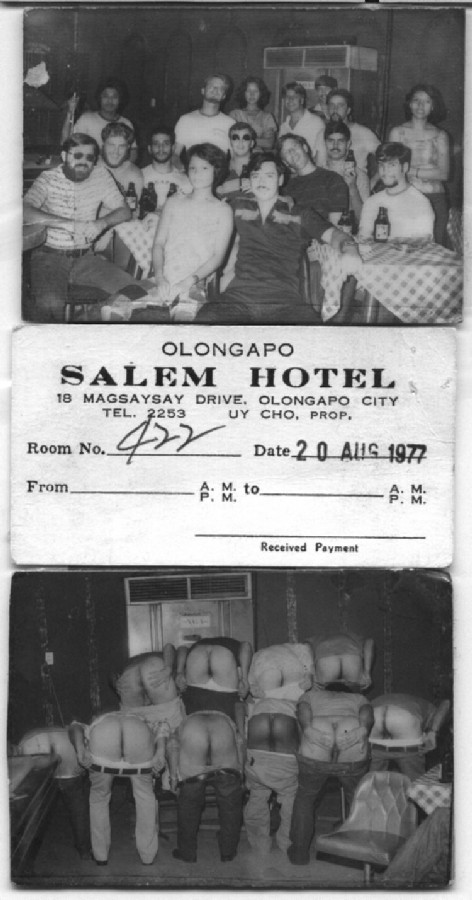 OLONGAPO
SALEM HOTEL
18 MAGSAYSAY DRIVE, OLONGAPO CITY
TEL. 2253 UY CHO, PROP.
Room No. 422 Date 20 AUG 1977
From A. M. P. M. to A. M. P. M.
Received Payment